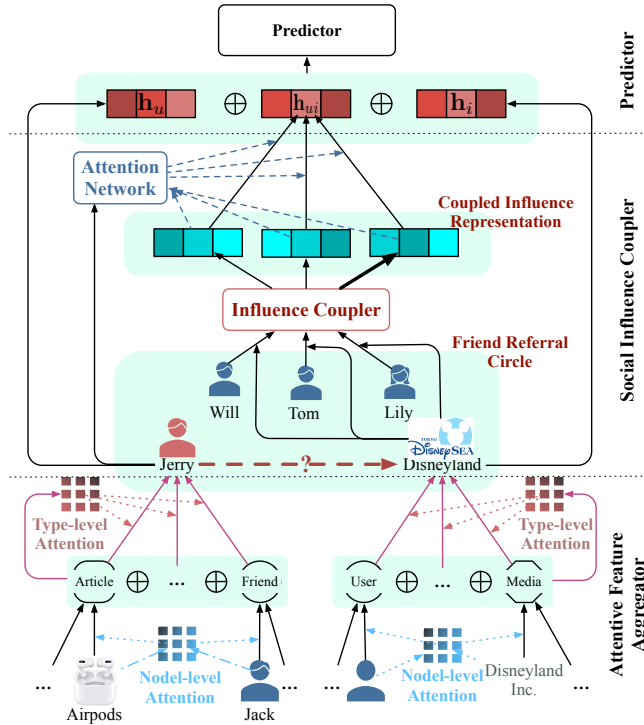 Predictor
Predictor
h_u ⊕ h_ui ⊕ h_i
Attention
Network
Coupled Influence
Representation
Social Influence Coupler
Influence Coupler
Friend Referral
Circle
Will Tom Lily
TOKYO
DISNEYSEA
Jerry ? Disneyland
Type-level
Attention
Type-level
Attention
Article ⊕ ... ⊕ Friend
User ⊕ ... ⊕ Media
Attentive Feature
Aggregator
Nodel-level
Attention
Nodel-level
Attention
Disneyland
Inc.
... Airpods Jack ... ... ...